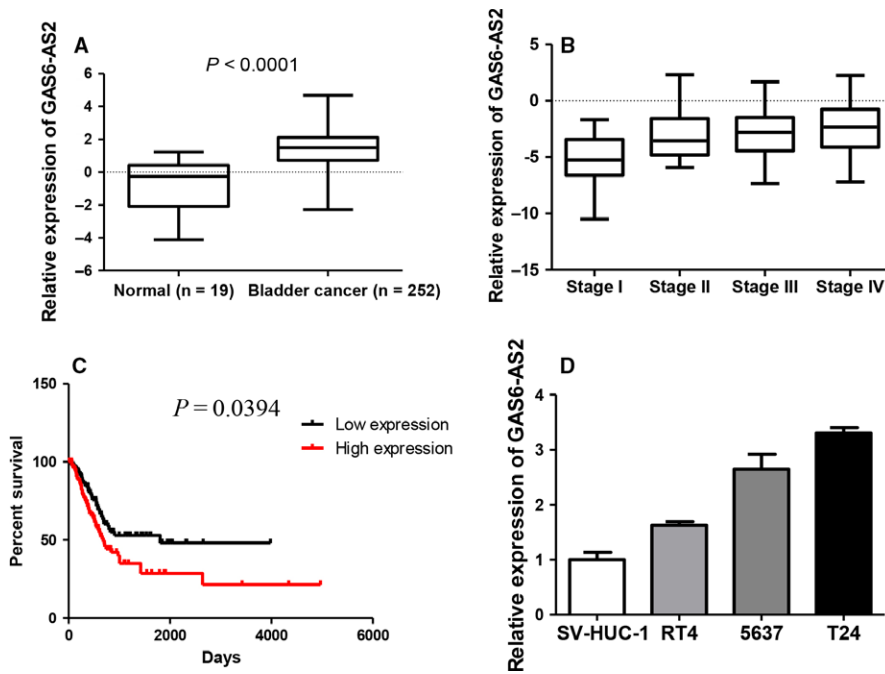 A
P < 0.0001
Relative expression of GAS6-AS2
6
4
2
0
−2
−4
−6
Normal (n = 19) Bladder cancer (n = 252)
B
Relative expression of GAS6-AS2
5
0
−5
−10
−15
Stage I Stage II Stage III Stage IV
C
P = 0.0394
Low expression
High expression
Percent survival
150
100
50
0
0 2000 4000 6000
Days
D
Relative expression of GAS6-AS2
4
3
2
1
0
SV-HUC-1 RT4 5637 T24